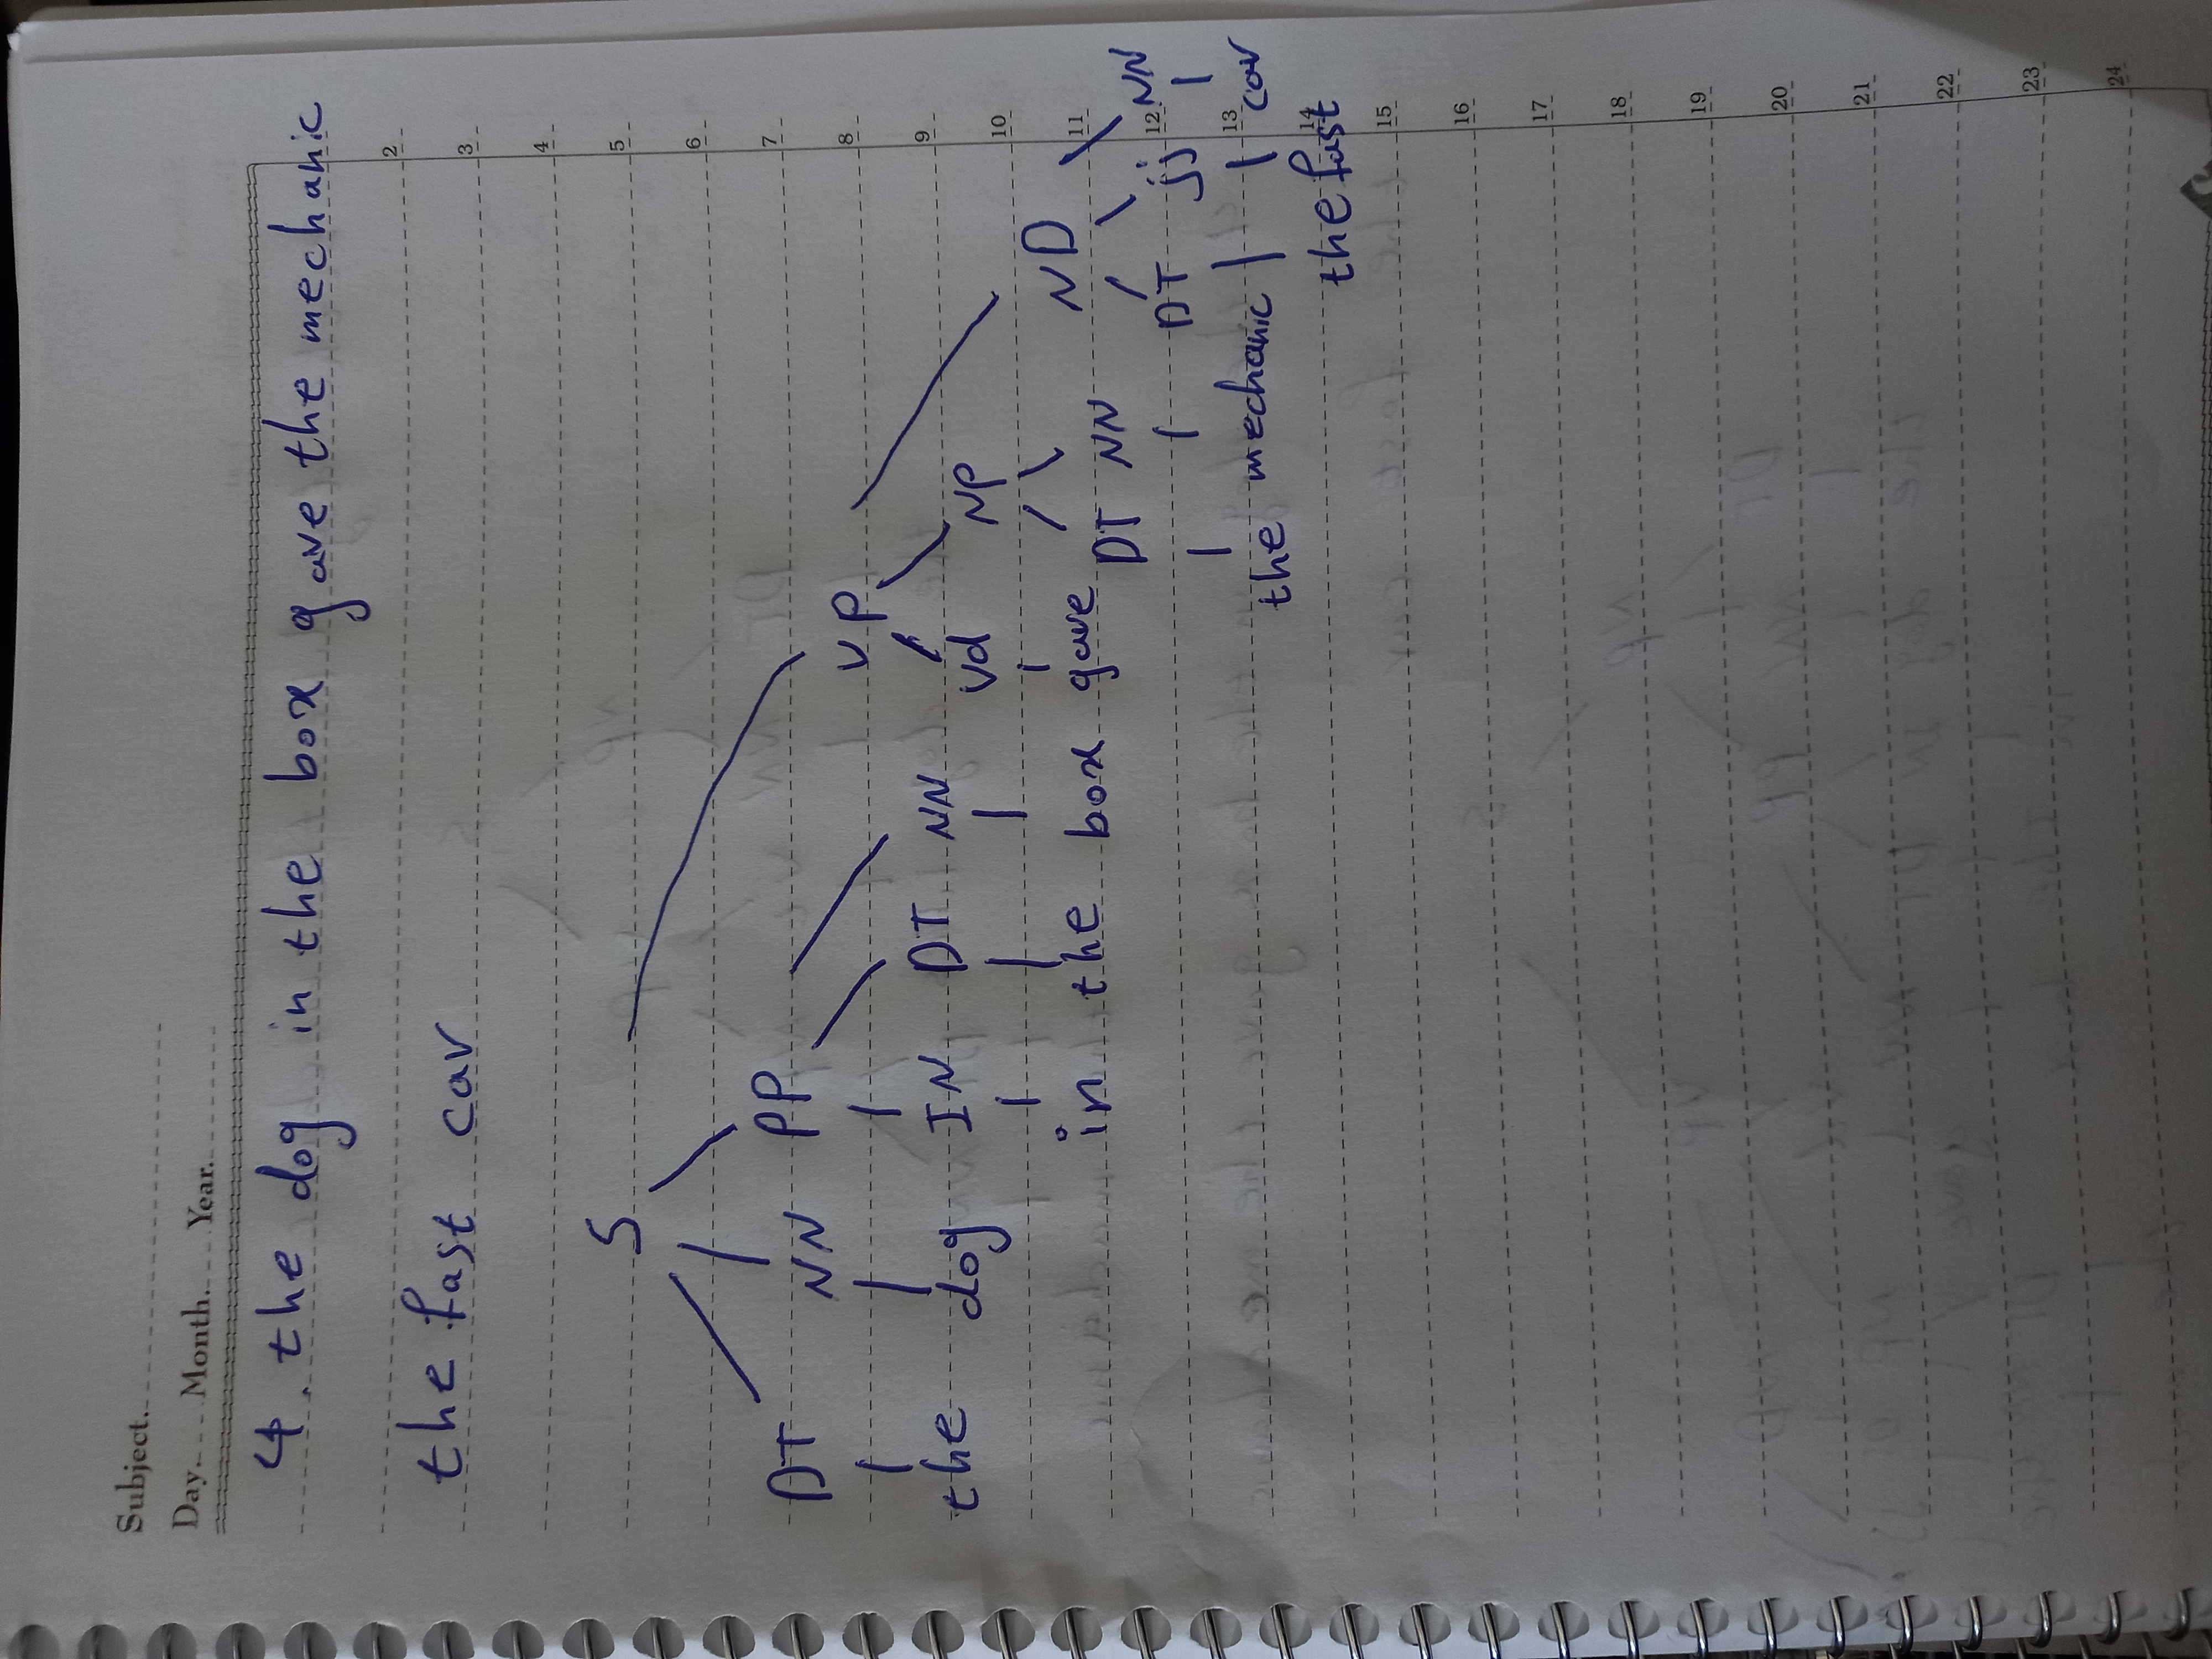 Subject.
Day. Month. Year.
4. the dog in the box gave the mechanic
the fast car
2
3
4
S
5
6
DT NN PP
7
VP
8
the dog IN DT NN
9
vd NP
10
in the box gave
ND
11
DT NN
NN
DT jj
12
the mechanic
car
13
the fast
14
15
16
17
18
19
20
21
22
23
24